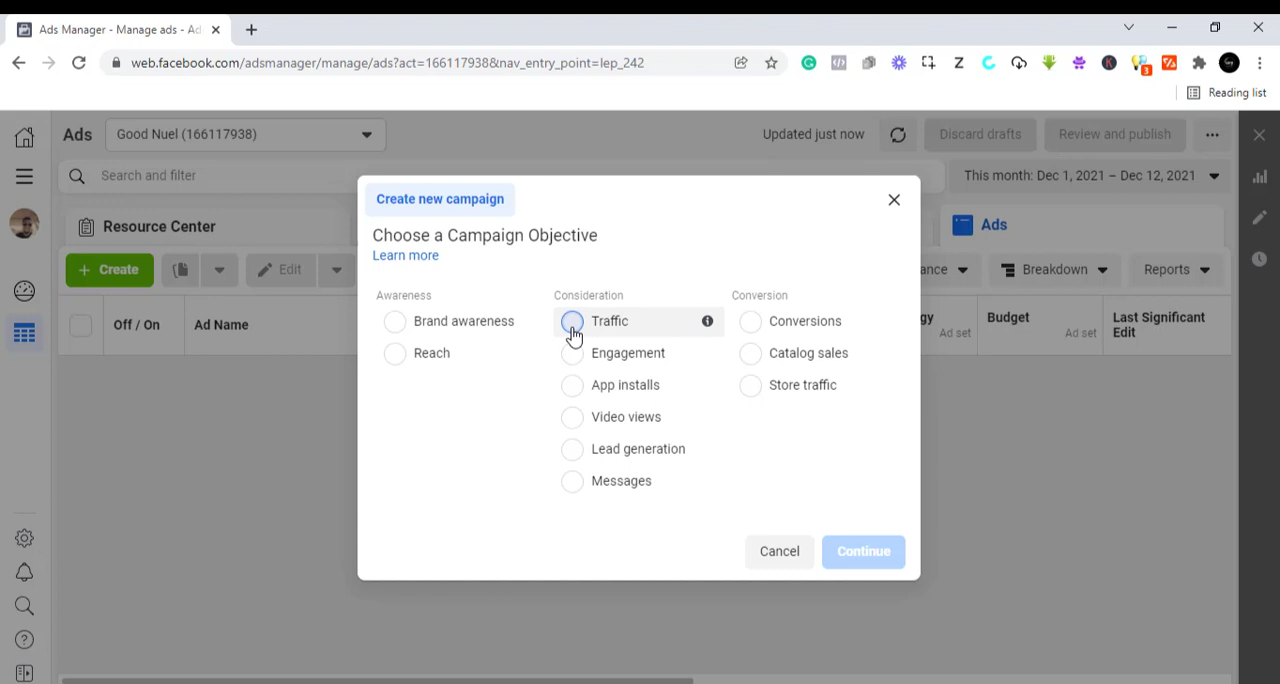 Ads Manager - Manage ads - Ad
web.facebook.com/adsmanager/manage/ads?act=166117938&nav_entry_point=lep_242
3
Reading list
Ads
Good Nuel (166117938)
Updated just now
Discard drafts
Review and publish
Search and filter
This month: Dec 1, 2021 – Dec 12, 2021
Resource Center
Ads
Create
Edit
ance
Breakdown
Reports
Off / On
Ad Name
gy
Ad set
Budget
Ad set
Last Significant
Edit
Create new campaign
Choose a Campaign Objective
Learn more
Awareness
Brand awareness
Reach
Consideration
Traffic
Engagement
App installs
Video views
Lead generation
Messages
Conversion
Conversions
Catalog sales
Store traffic
Cancel
Continue